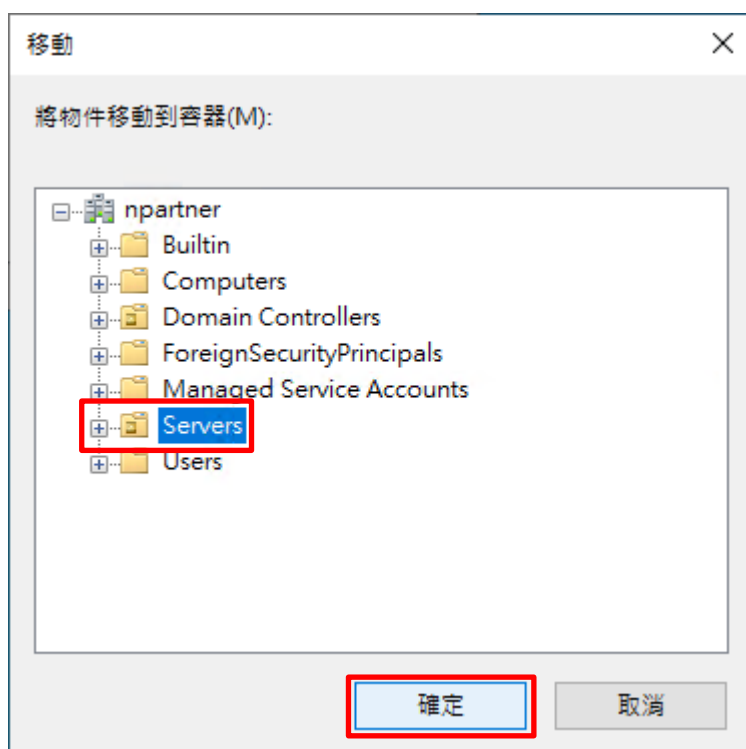 移動
將物件移動到容器(M):
npartner
Builtin
Computers
Domain Controllers
ForeignSecurityPrincipals
Managed Service Accounts
Servers
Users
確定 取消